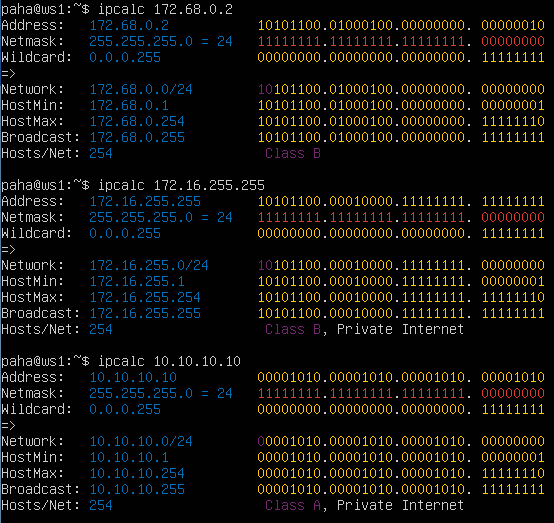 paha@ws1:~$ ipcalc 172.68.0.2
Address:   172.68.0.2           10101100.01000100.00000000. 00000010
Netmask:   255.255.255.0 = 24   11111111.11111111.11111111. 00000000
Wildcard:  0.0.0.255            00000000.00000000.00000000. 11111111
=>
Network:   172.68.0.0/24        10101100.01000100.00000000. 00000000
HostMin:   172.68.0.1           10101100.01000100.00000000. 00000001
HostMax:   172.68.0.254         10101100.01000100.00000000. 11111110
Broadcast: 172.68.0.255         10101100.01000100.00000000. 11111111
Hosts/Net: 254                   Class B
paha@ws1:~$ ipcalc 172.16.255.255
Address:   172.16.255.255       10101100.00010000.11111111. 11111111
Netmask:   255.255.255.0 = 24   11111111.11111111.11111111. 00000000
Wildcard:  0.0.0.255            00000000.00000000.00000000. 11111111
=>
Network:   172.16.255.0/24      10101100.00010000.11111111. 00000000
HostMin:   172.16.255.1         10101100.00010000.11111111. 00000001
HostMax:   172.16.255.254       10101100.00010000.11111111. 11111110
Broadcast: 172.16.255.255       10101100.00010000.11111111. 11111111
Hosts/Net: 254                   Class B, Private Internet
paha@ws1:~$ ipcalc 10.10.10.10
Address:   10.10.10.10          00001010.00001010.00001010. 00001010
Netmask:   255.255.255.0 = 24   11111111.11111111.11111111. 00000000
Wildcard:  0.0.0.255            00000000.00000000.00000000. 11111111
=>
Network:   10.10.10.0/24        00001010.00001010.00001010. 00000000
HostMin:   10.10.10.1           00001010.00001010.00001010. 00000001
HostMax:   10.10.10.254         00001010.00001010.00001010. 11111110
Broadcast: 10.10.10.255         00001010.00001010.00001010. 11111111
Hosts/Net: 254                   Class A, Private Internet